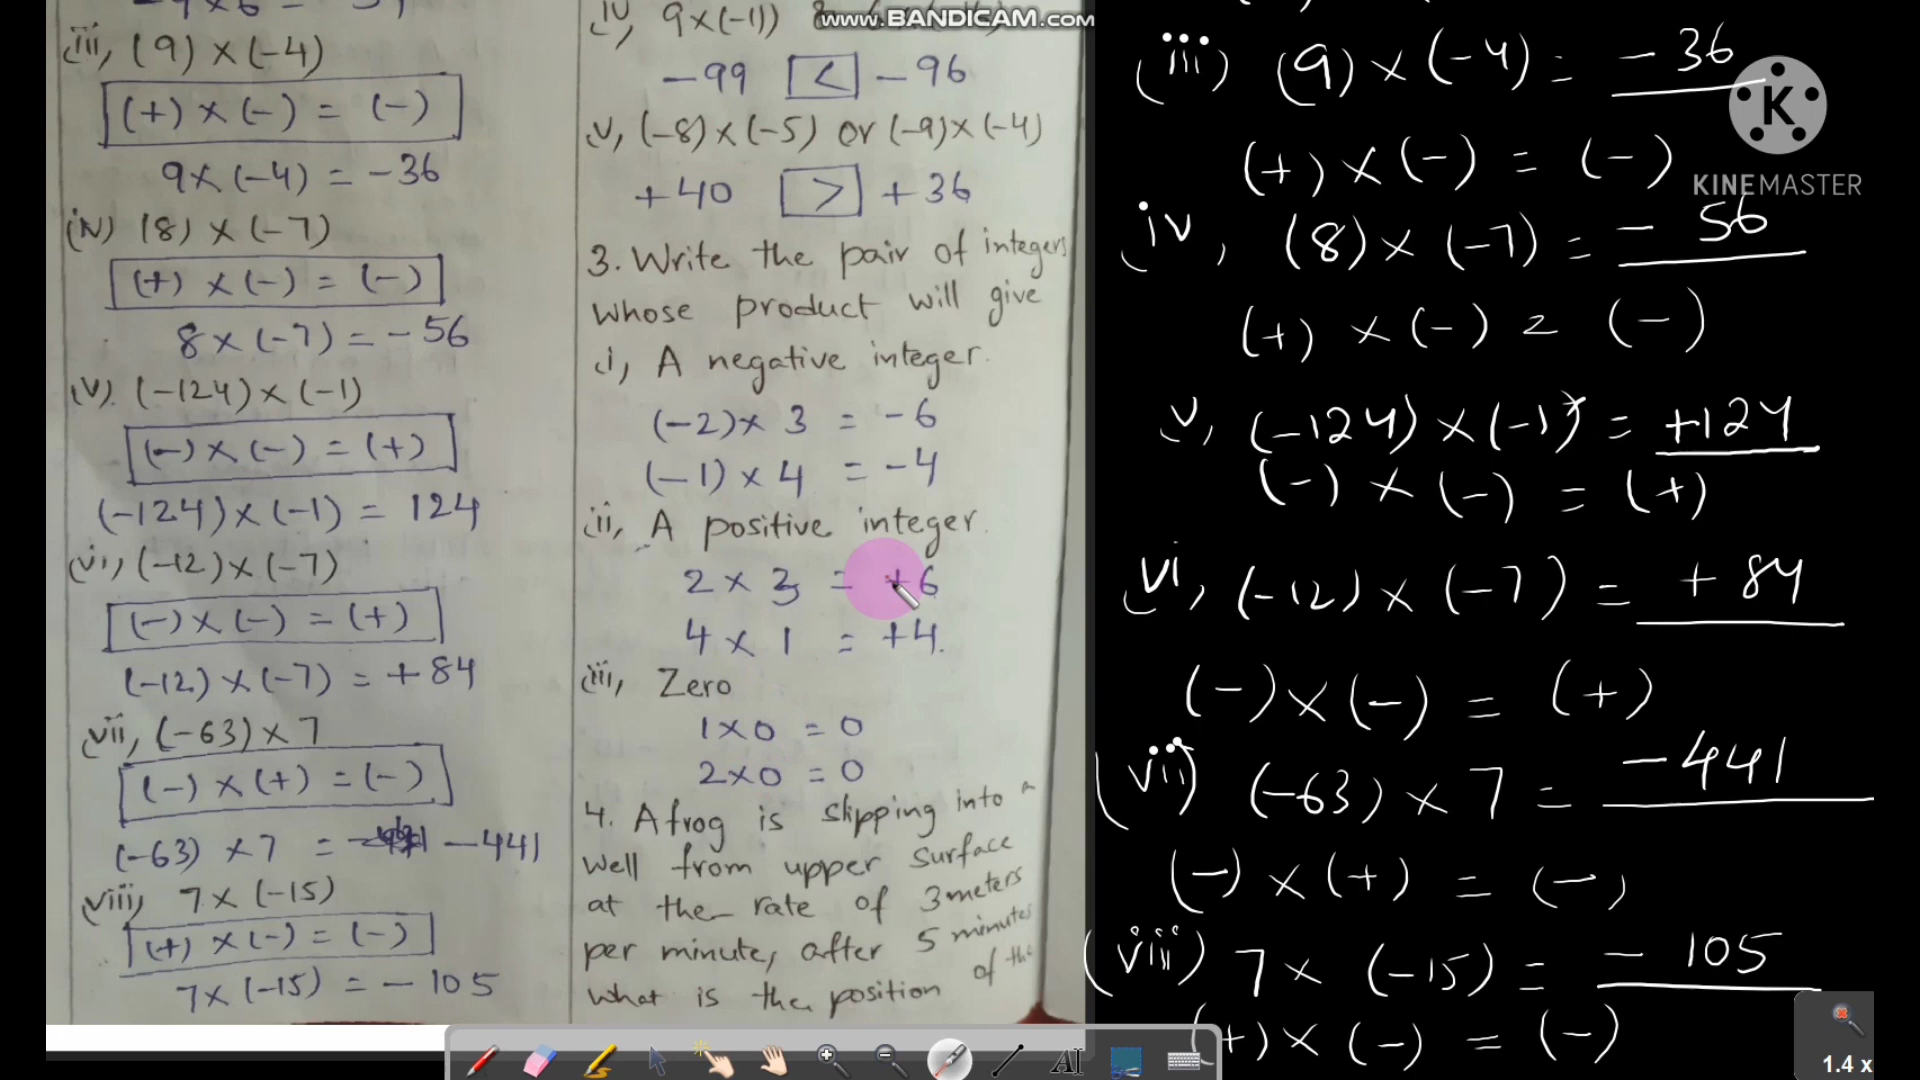 iii, (9) × (-4)
(+) × (-) = (-)
9 × (-4) = -36
(iv) (8) × (-7)
(+) × (-) = (-)
8 × (-7) = -56
(v). (-124) × (-1)
(-) × (-) = (+)
(-124) × (-1) = 124
(vi, (-12) × (-7)
(-) × (-) = (+)
(-12) × (-7) = +84
vii, (-63) × 7
(-) × (+) = (-)
(-63) × 7 = -441
viii, 7 × (-15)
(+) × (-) = (-)
7 × (-15) = -105
www.BANDICAM.com
iv, 9 × (-11)
-99 < -96
v, (-8) × (-5) or (-9) × (-4)
+40 > +36
3. Write the pair of integers
whose product will give
i, A negative integer.
(-2) × 3 = -6
(-1) × 4 = -4
ii, A positive integer.
2 × 3 = +6
4 × 1 = +4.
iii, Zero
1 × 0 = 0
2 × 0 = 0
4. A frog is slipping into a
well from upper surface
at the rate of 3 meters
per minute, after 5 minutes
what is the position of the
(iii) (9) × (-4) = -36
(+) × (-) = (-)
K
KINEMASTER
iv, (8) × (-7) = -56
(+) × (-) = (-)
v, (-124) × (-1) = +124
(-) × (-) = (+)
vi, (-12) × (-7) = +84
(-) × (-) = (+)
(vii) (-63) × 7 = -441
(-) × (+) = (-)
(viii) 7 × (-15) = -105
(+) × (-) = (-)
AI
1.4 x